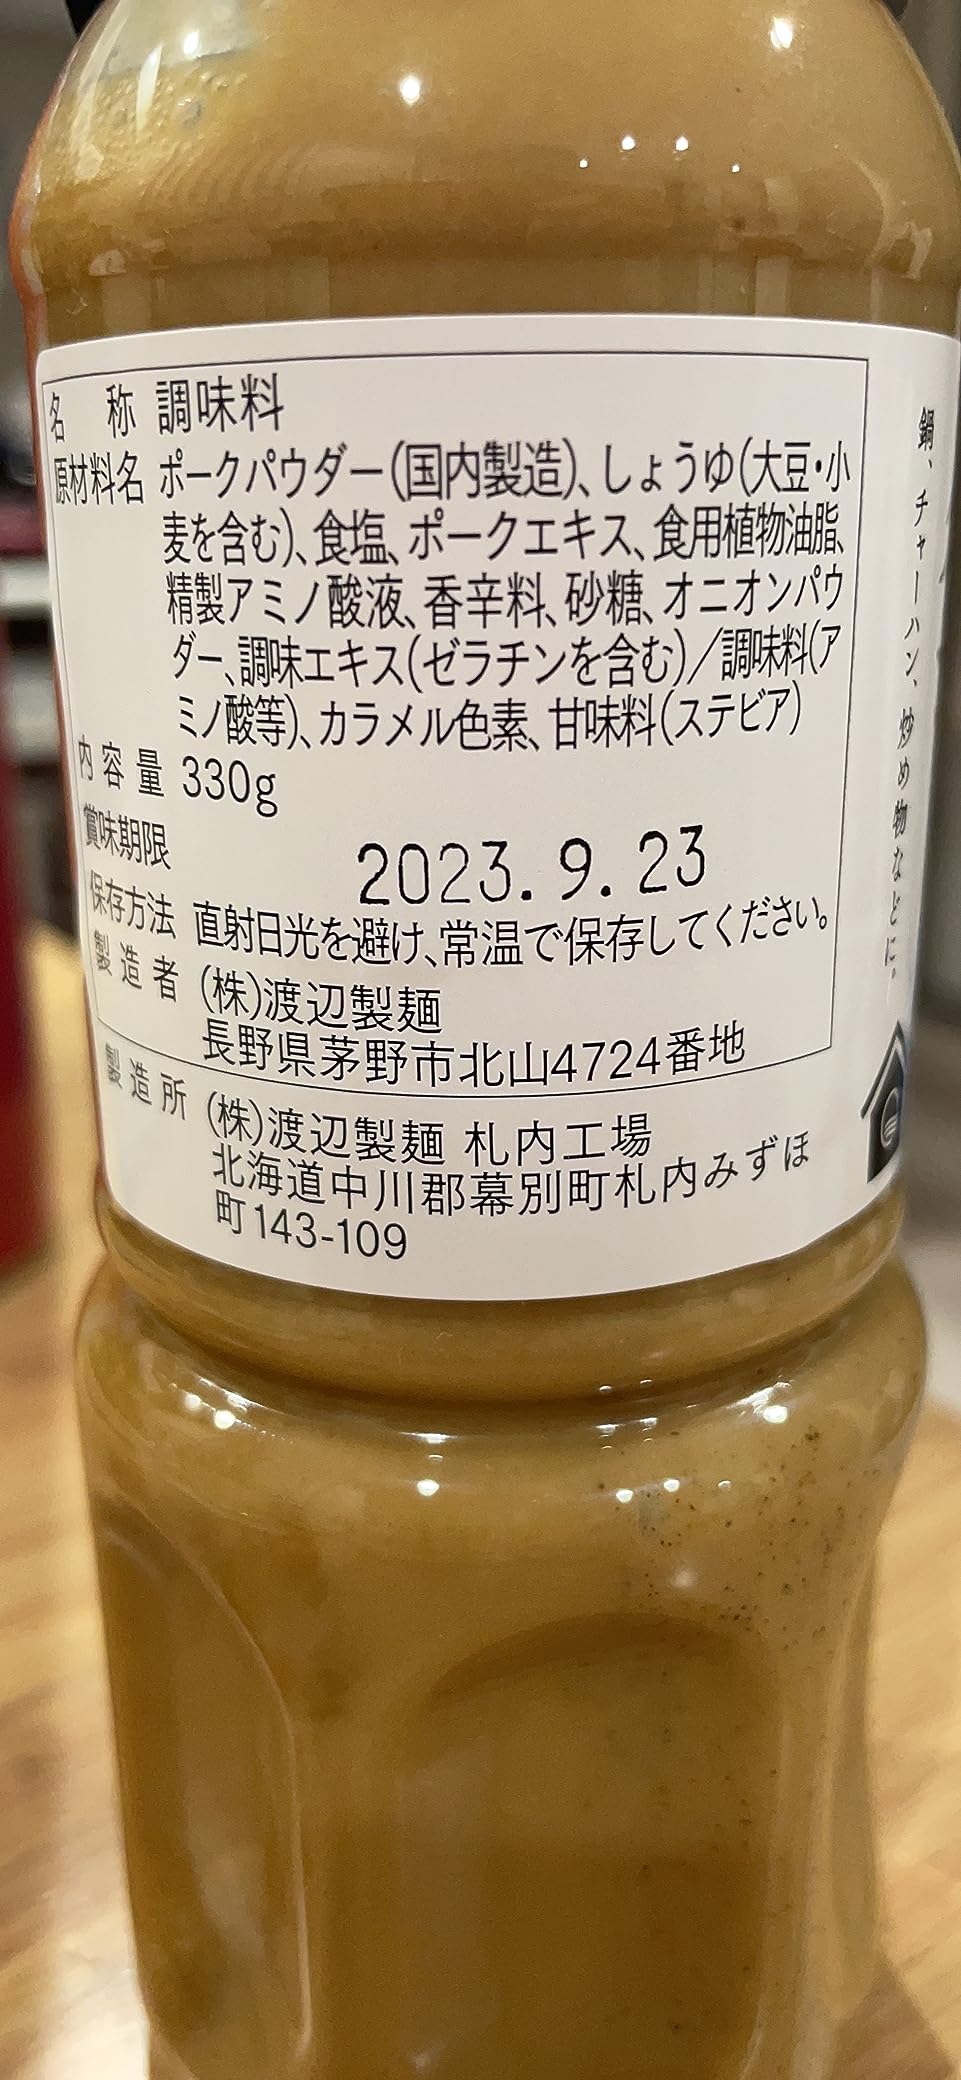 名 称 調味料
原材料名 ポークパウダー(国内製造)、しょうゆ(大豆・小
麦を含む)、食塩、ポークエキス、食用植物油脂、
精製アミノ酸液、香辛料、砂糖、オニオンパウ
ダー、調味エキス(ゼラチンを含む)／調味料(ア
ミノ酸等)、カラメル色素、甘味料(ステビア)
内容量 330g
賞味期限 2023.9.23
保存方法 直射日光を避け、常温で保存してください。
製造者 (株)渡辺製麺
長野県茅野市北山4724番地
製造所 (株)渡辺製麺 札内工場
北海道中川郡幕別町札内みずほ
町143-109
鍋、チャーハン、炒め物などに。